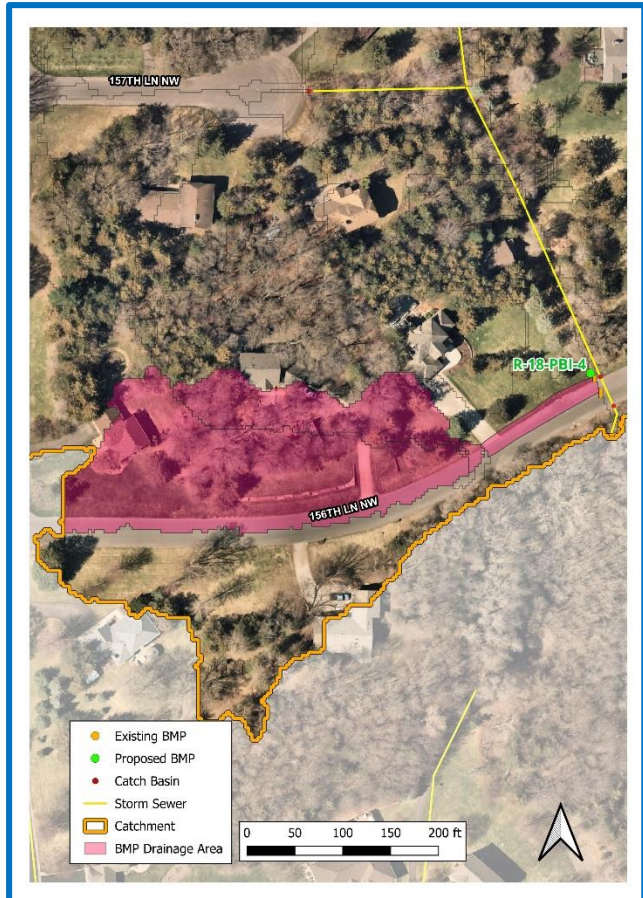 157TH LN NW
R-18-PBI-4
156TH LN NW
Existing BMP
Proposed BMP
Catch Basin
Storm Sewer
Catchment
BMP Drainage Area
0 50 100 150 200 ft